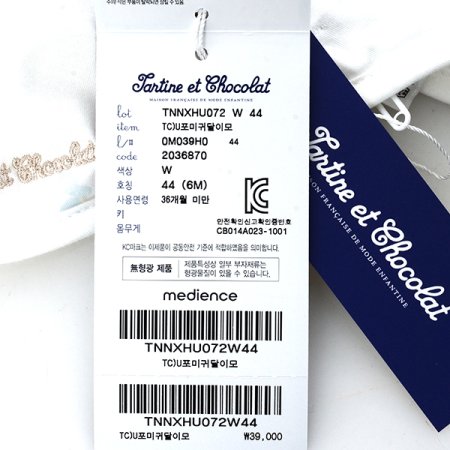 Tartine et Chocolat
MAISON FRANÇAISE DE MODE ENFANTINE
lot TNNXHU072 W 44
item TC)U포미귀달이모
l/# 0M039H0 44
code 2036870
색상 W
호칭 44 (6M)
사용연령 36개월 미만
키
몸무게
안전확인신고확인증번호
CB014A023-1001
KC마크는 이제품이 공통안전 기준에 적합하였음을 의미합니다.
無형광 제품
제품특성상 일부 부자재류는
형광물질이 있을 수 있습니다.
medience
TNNXHU072W44
TC)U포미귀달이모
TNNXHU072W44
TC)U포미귀달이모 ₩39,000
et Chocolat
Tartine et Chocolat
MAISON FRANÇAISE DE MODE ENFANTINE